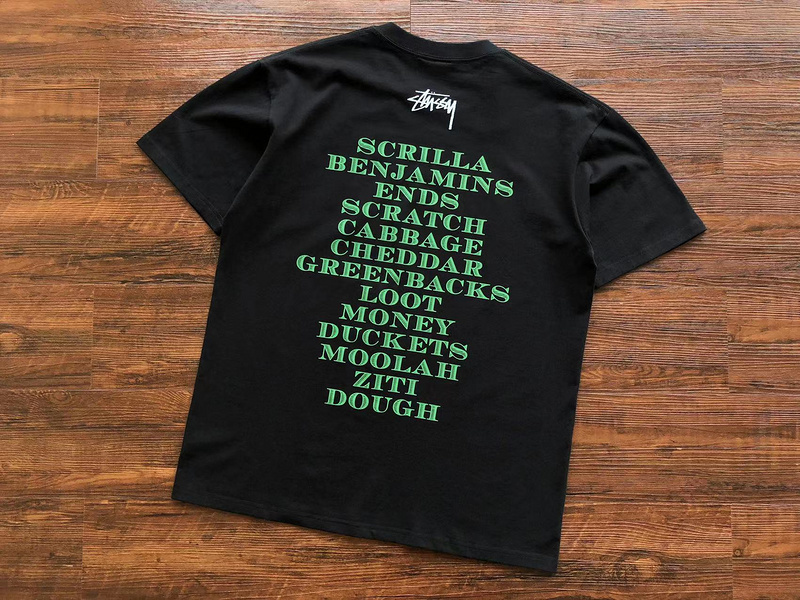 Stüssy
SCRILLA
BENJAMINS
ENDS
SCRATCH
CABBAGE
CHEDDAR
GREENBACKS
LOOT
MONEY
DUCKETS
MOOLAH
ZITI
DOUGH